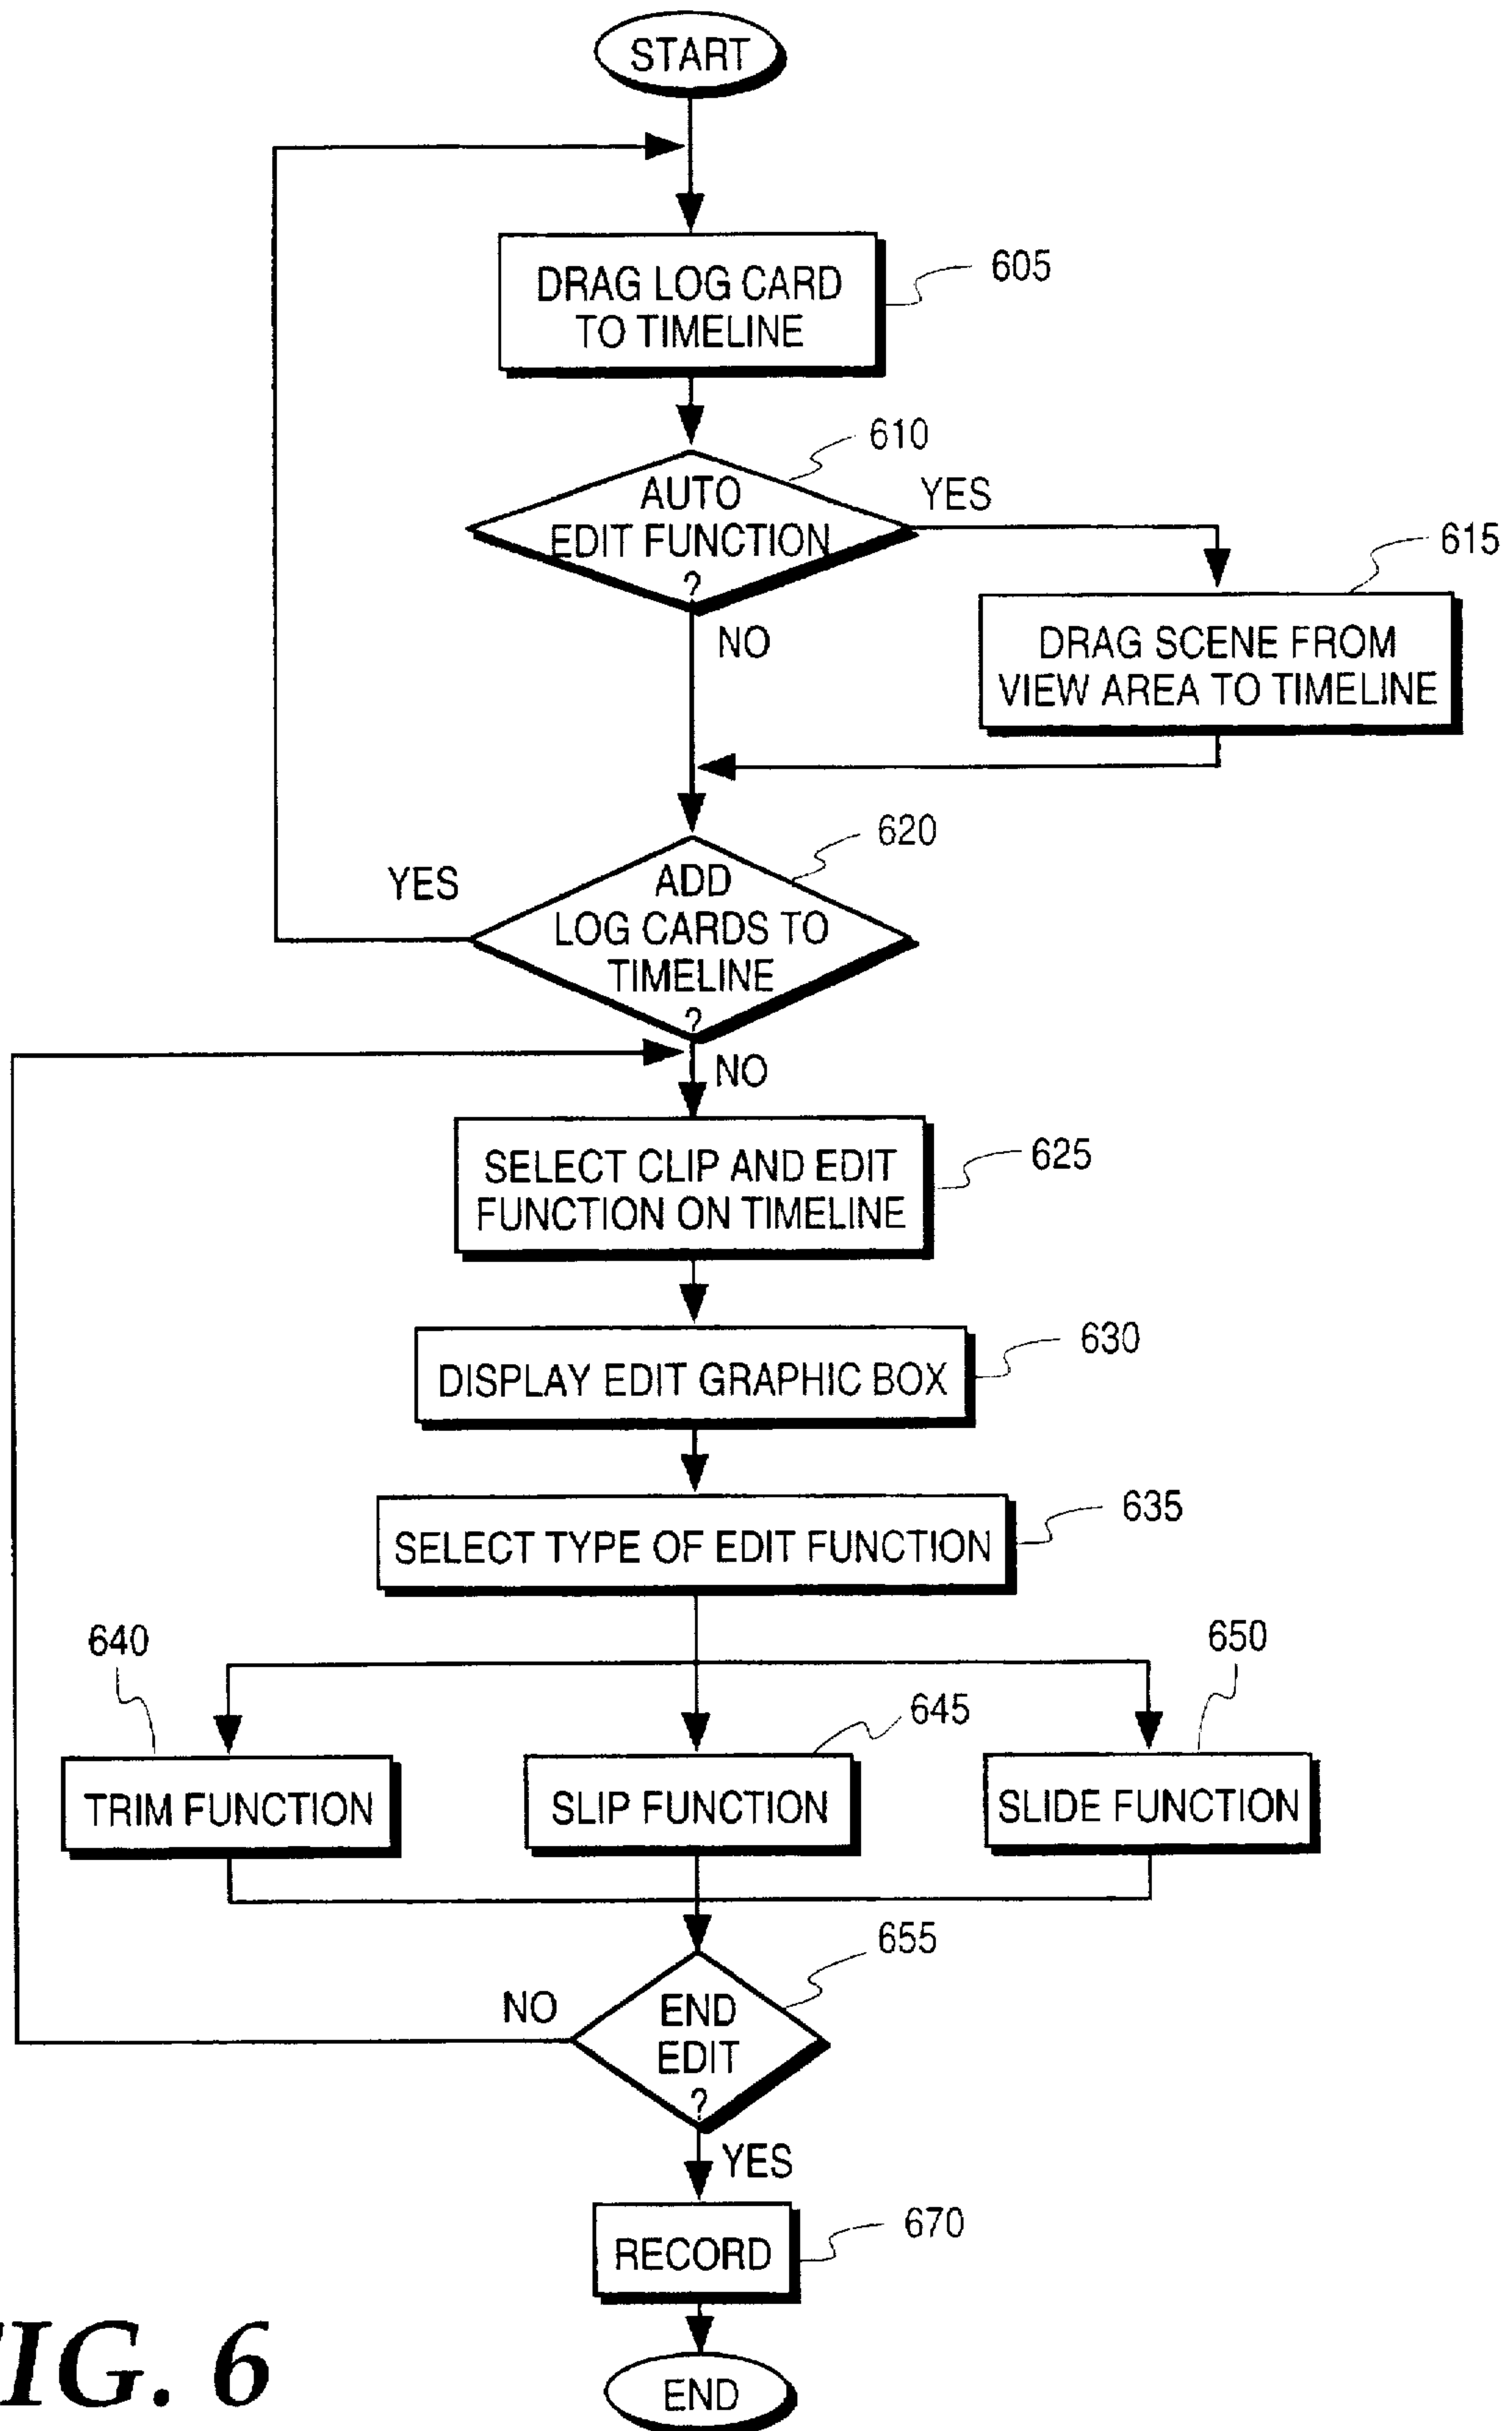 START
DRAG LOG CARD
TO TIMELINE
605
610
AUTO
EDIT FUNCTION
?
YES
NO
615
DRAG SCENE FROM
VIEW AREA TO TIMELINE
620
YES
ADD
LOG CARDS TO
TIMELINE
?
NO
SELECT CLIP AND EDIT
FUNCTION ON TIMELINE
625
DISPLAY EDIT GRAPHIC BOX
630
SELECT TYPE OF EDIT FUNCTION
635
640
TRIM FUNCTION
645
SLIP FUNCTION
650
SLIDE FUNCTION
655
NO
END
EDIT
?
YES
RECORD
670
END
IG. 6